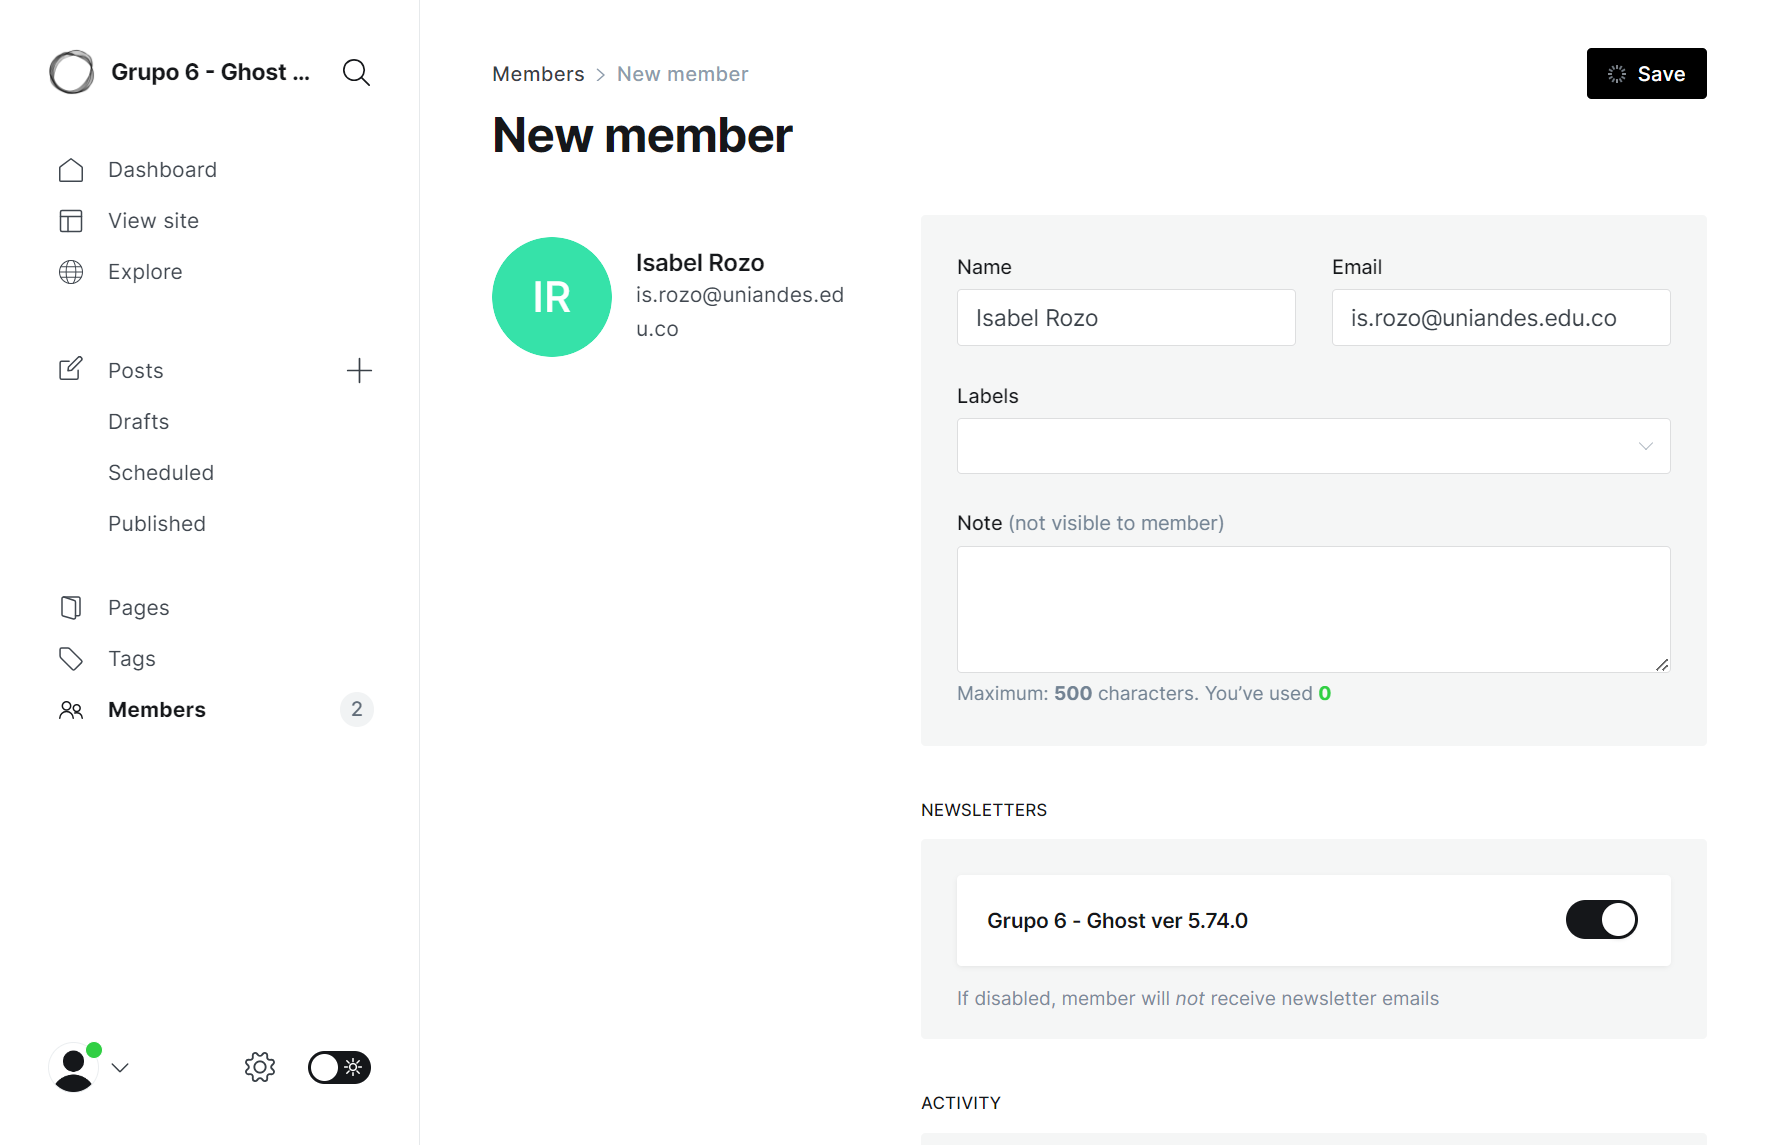 Grupo 6 - Ghost ...
Dashboard
View site
Explore
Posts
Drafts
Scheduled
Published
Pages
Tags
Members 2
Members > New member
Save
New member
IR
Isabel Rozo
is.rozo@uniandes.ed
u.co
Name
Isabel Rozo
Email
is.rozo@uniandes.edu.co
Labels
Note (not visible to member)
Maximum: 500 characters. You’ve used 0
NEWSLETTERS
Grupo 6 - Ghost ver 5.74.0
If disabled, member will not receive newsletter emails
ACTIVITY